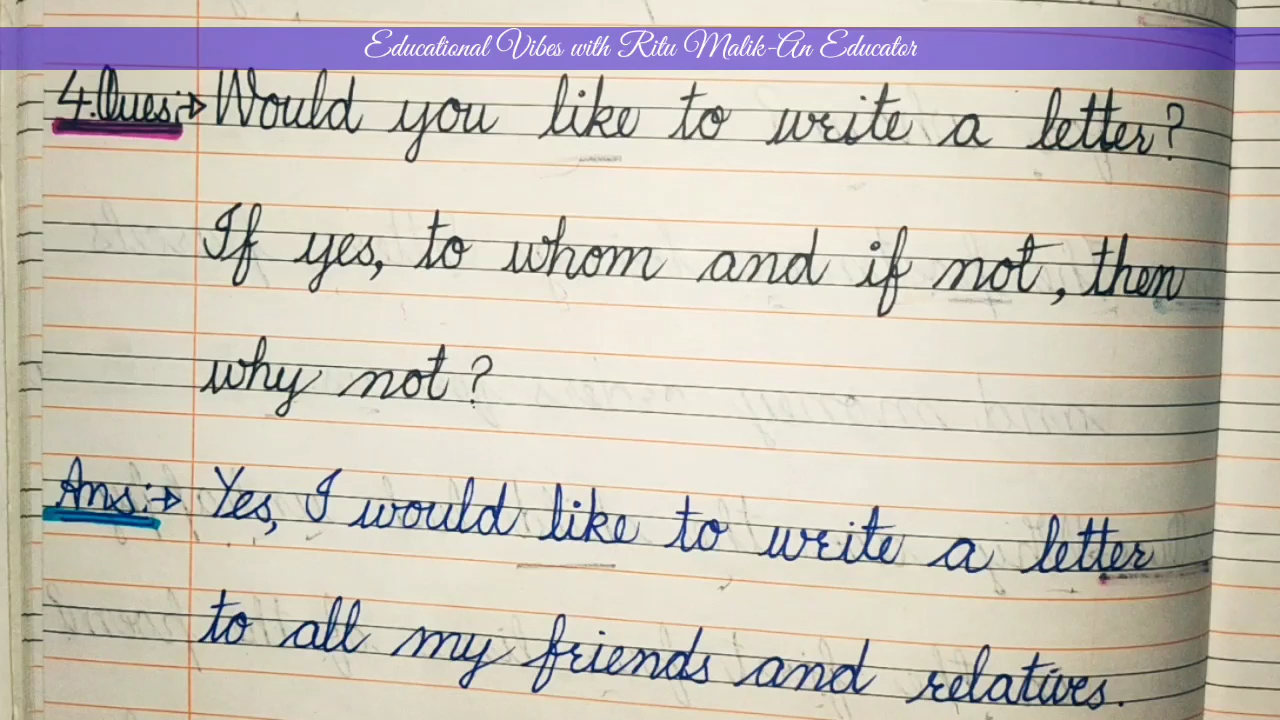 Educational Vibes with Ritu Malik-An Educator
4.Ques:→ Would you like to write a letter?
If yes, to whom and if not, then
why not?
Ans:→ Yes, I would like to write a letter
to all my friends and relatives.